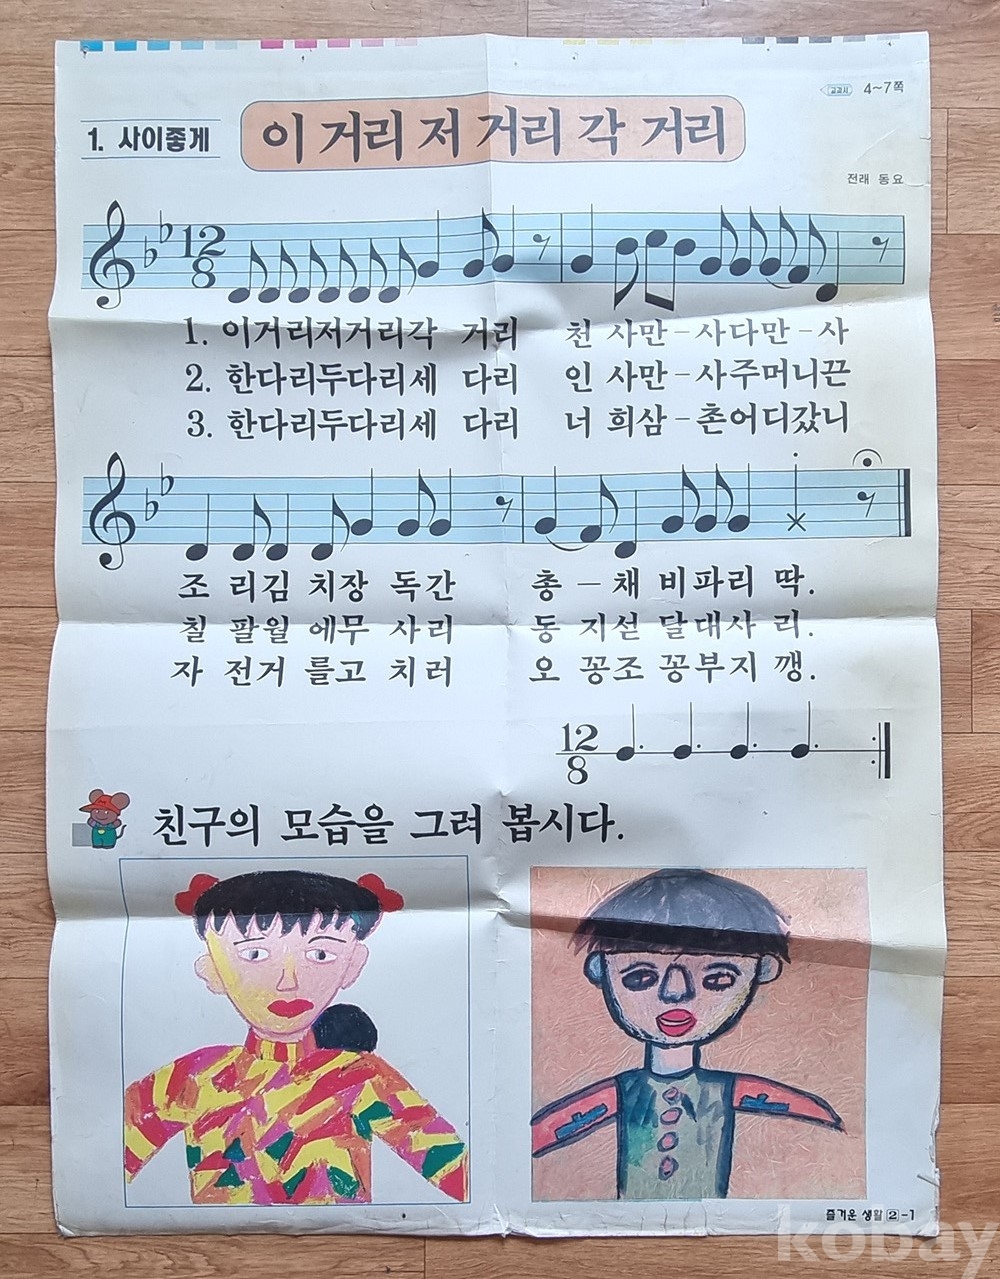 교과서 4~7쪽
1. 사이좋게
이 거리 저 거리 각 거리
전래 동요
12 8
1. 이거리저거리각 거리 천 사만-사다만-사
2. 한다리두다리세 다리 인 사만-사주머니끈
3. 한다리두다리세 다리 너 희삼-촌어디갔니
조 리김 치장 독간 총-채 비파리 딱.
칠 팔월 에무 사리 동 지선 달대사 리.
자 전거 를고 치러 오 꽁조 꽁부지 깽.
12 8
친구의 모습을 그려 봅시다.
즐거운 생활 2-1
kobay